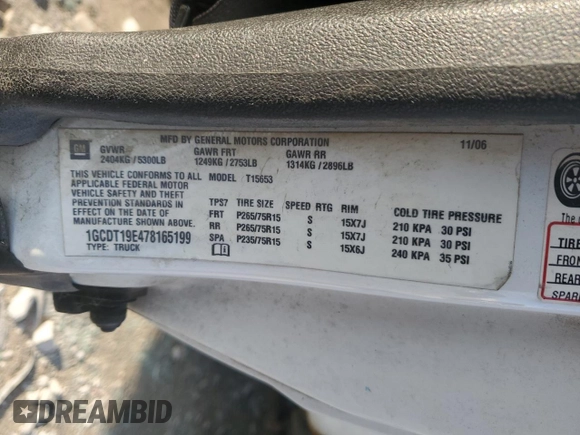 MFD BY GENERAL MOTORS CORPORATION 11/06
GM GVWR GAWR FRT GAWR RR
2404KG / 5300LB 1249KG / 2753LB 1314KG / 2896LB
THIS VEHICLE CONFORMS TO ALL
APPLICABLE FEDERAL MOTOR
VEHICLE SAFETY AND THEFT
PREVENTION STANDARDS IN
EFFECT ON THE DATE OF
MANUFACTURE SHOWN ABOVE.
1GCDT19E478165199
TYPE: TRUCK
MODEL T15653
TPS7 TIRE SIZE SPEED RTG RIM COLD TIRE PRESSURE
FRT P265/75R15 S 15X7J 210 KPA 30 PSI
RR P265/75R15 S 15X7J 210 KPA 30 PSI
SPA P235/75R15 S 15X6J 240 KPA 35 PSI
TIRE
FRON
REAR
SPAR
DREAMBID